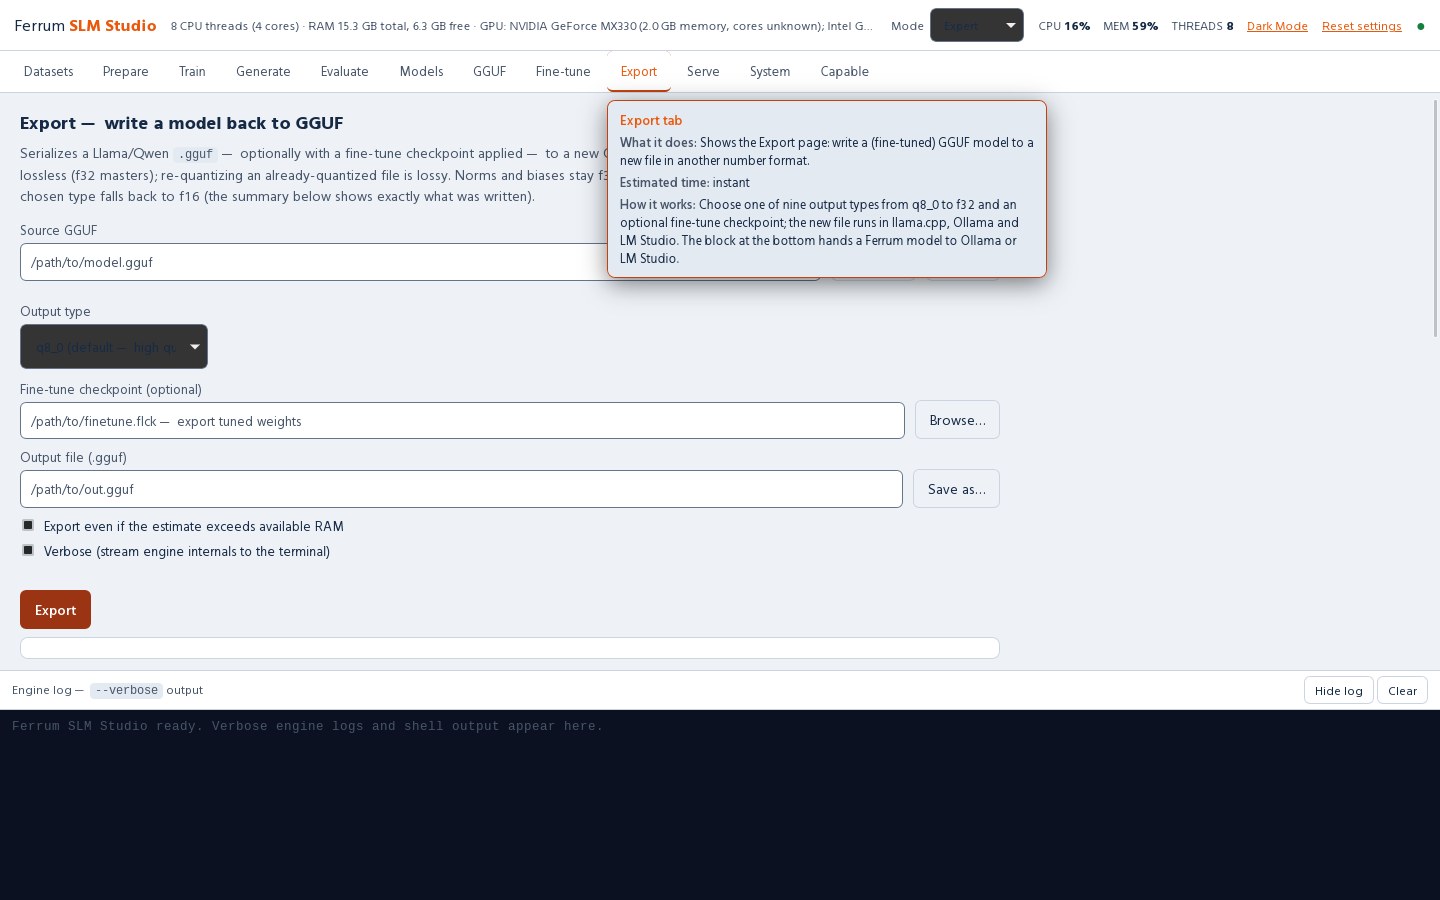 Ferrum SLM Studio
8 CPU threads (4 cores) · RAM 15.3 GB total, 6.3 GB free · GPU: NVIDIA GeForce MX330 (2.0 GB memory, cores unknown); Intel G...
Mode
Expert
CPU 16%
MEM 59%
THREADS 8
Dark Mode
Reset settings
Datasets
Prepare
Train
Generate
Evaluate
Models
GGUF
Fine-tune
Export
Serve
System
Capable
Export — write a model back to GGUF
Serializes a Llama/Qwen .gguf — optionally with a fine-tune checkpoint applied — to a new
lossless (f32 masters); re-quantizing an already-quantized file is lossy. Norms and biases stay
chosen type falls back to f16 (the summary below shows exactly what was written).
Export tab
What it does: Shows the Export page: write a (fine-tuned) GGUF model to a
new file in another number format.
Estimated time: instant
How it works: Choose one of nine output types from q8_0 to f32 and an
optional fine-tune checkpoint; the new file runs in llama.cpp, Ollama and
LM Studio. The block at the bottom hands a Ferrum model to Ollama or
LM Studio.
Source GGUF
/path/to/model.gguf
Output type
q8_0 (default — high qu
Fine-tune checkpoint (optional)
/path/to/finetune.flck — export tuned weights
Browse...
Output file (.gguf)
/path/to/out.gguf
Save as...
Export even if the estimate exceeds available RAM
Verbose (stream engine internals to the terminal)
Export
Engine log — --verbose output
Hide log
Clear
Ferrum SLM Studio ready. Verbose engine logs and shell output appear here.